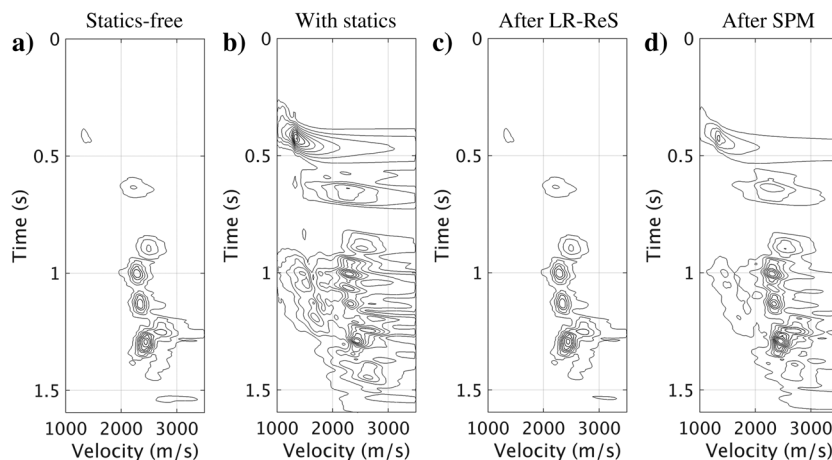 Statics-free With statics After LR-ReS After SPM
a) b) c) d)
0 0 0 0
0.5 0.5 0.5 0.5
Time (s) Time (s) Time (s) Time (s)
1 1 1 1
1.5 1.5 1.5 1.5
1000 2000 3000 1000 2000 3000 1000 2000 3000 1000 2000 3000
Velocity (m/s) Velocity (m/s) Velocity (m/s) Velocity (m/s)